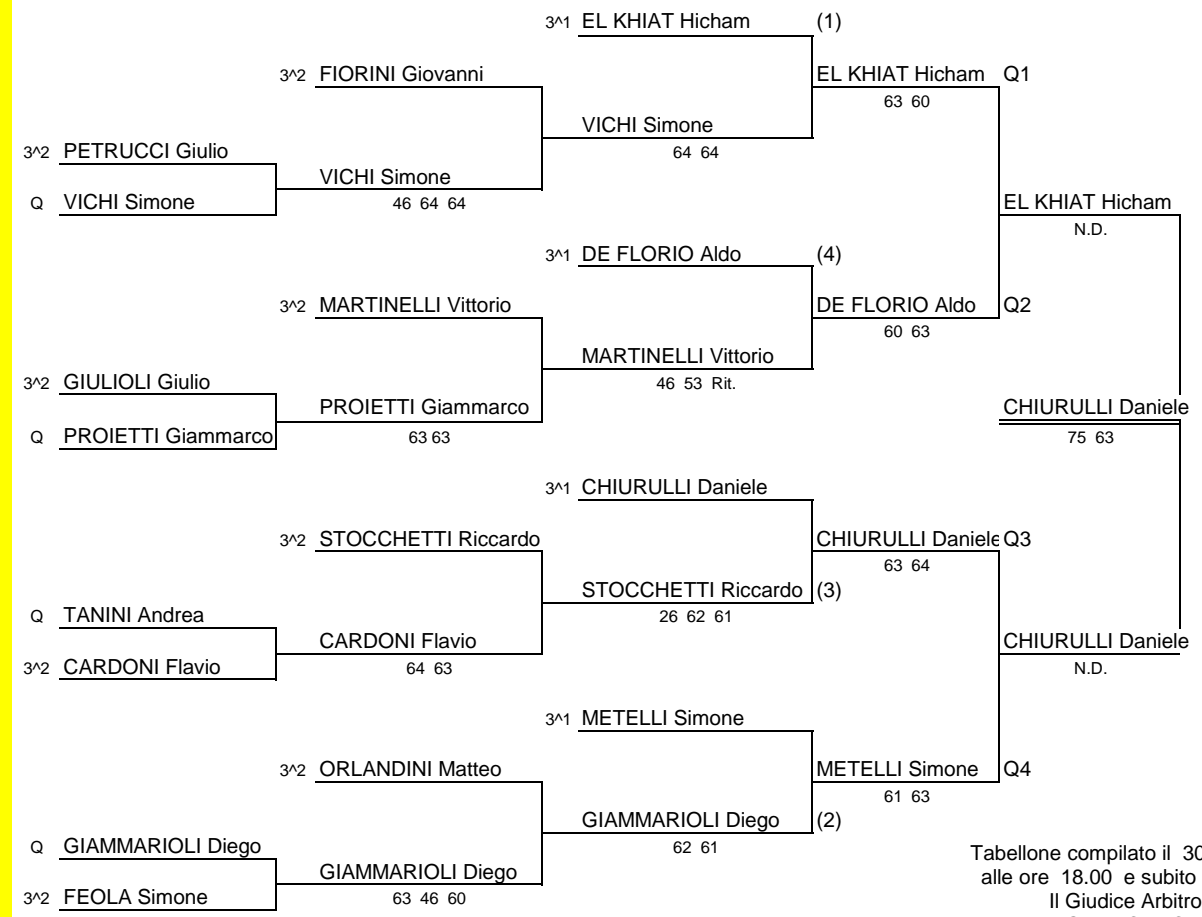 3^1 EL KHIAT Hicham (1)
3^2 FIORINI Giovanni
EL KHIAT Hicham Q1
63 60
VICHI Simone
64 64
3^2 PETRUCCI Giulio
VICHI Simone
46 64 64
Q VICHI Simone
EL KHIAT Hicham
N.D.
3^1 DE FLORIO Aldo (4)
3^2 MARTINELLI Vittorio
DE FLORIO Aldo Q2
60 63
MARTINELLI Vittorio
46 53 Rit.
3^2 GIULIOLI Giulio
PROIETTI Giammarco
63 63
Q PROIETTI Giammarco
CHIURULLI Daniele
75 63
3^1 CHIURULLI Daniele
3^2 STOCCHETTI Riccardo
CHIURULLI Daniele Q3
63 64
STOCCHETTI Riccardo (3)
26 62 61
Q TANINI Andrea
CARDONI Flavio
64 63
3^2 CARDONI Flavio
CHIURULLI Daniele
N.D.
3^1 METELLI Simone
3^2 ORLANDINI Matteo
METELLI Simone Q4
61 63
GIAMMARIOLI Diego (2)
62 61
Q GIAMMARIOLI Diego
GIAMMARIOLI Diego
63 46 60
3^2 FEOLA Simone
Tabellone compilato il 30
alle ore 18.00 e subito
Il Giudice Arbitro